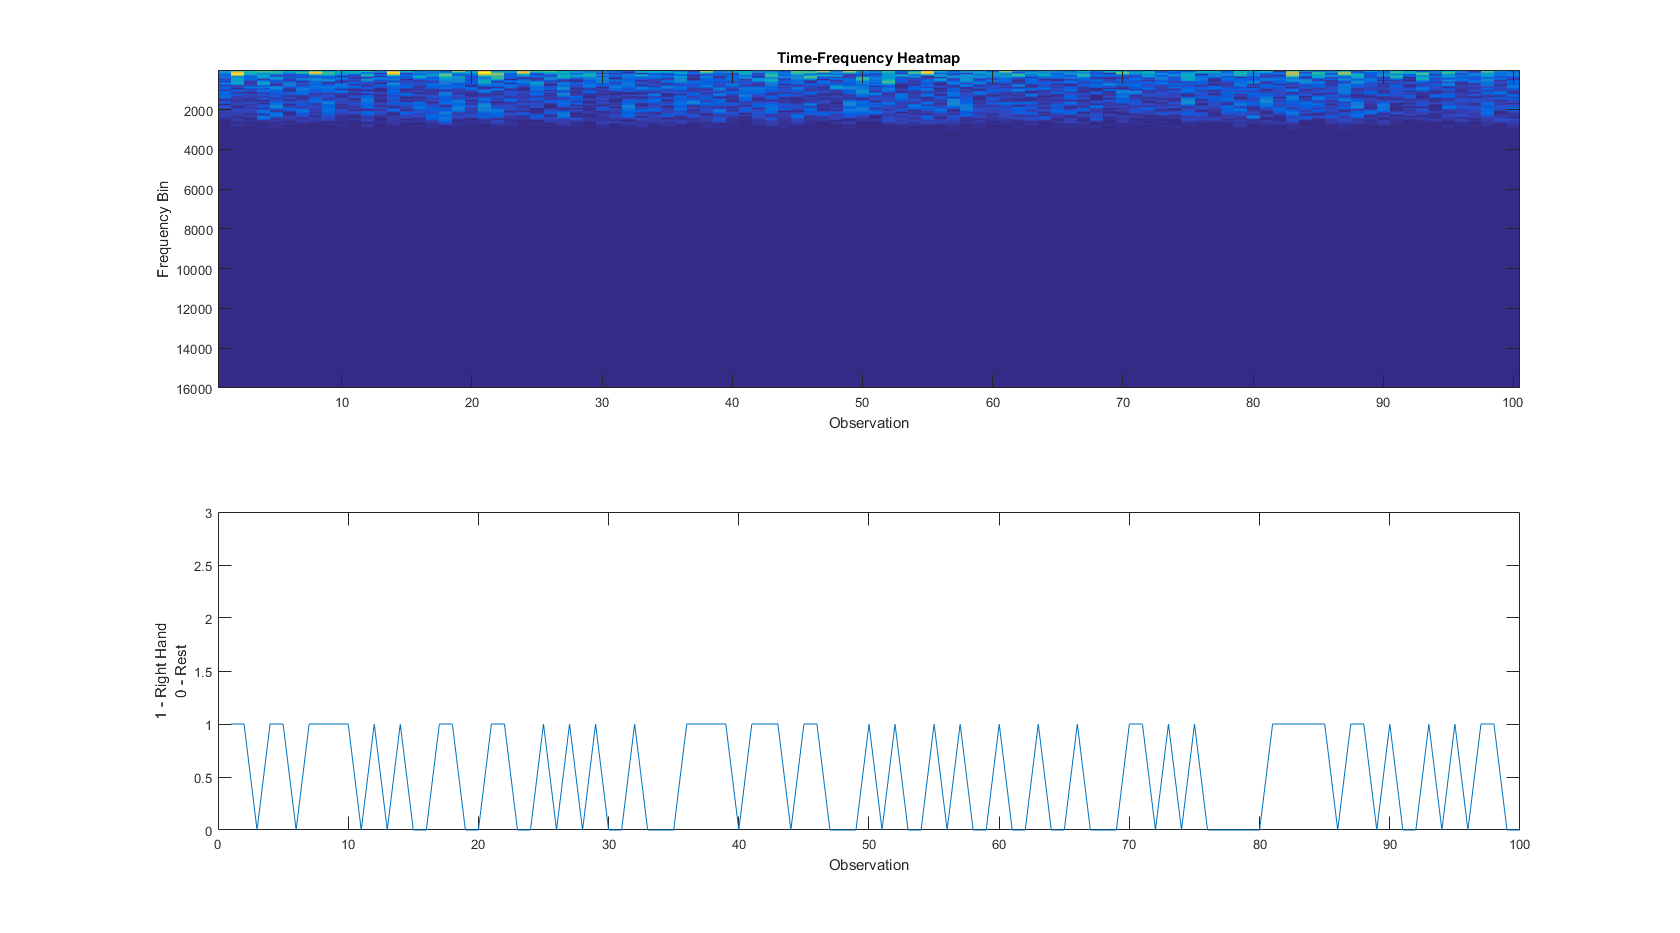 Time-Frequency Heatmap
Frequency Bin
2000
4000
6000
8000
10000
12000
14000
16000
10 20 30 40 50 60 70 80 90 100
Observation
1 - Right Hand
0 - Rest
3
2.5
2
1.5
1
0.5
0
0 10 20 30 40 50 60 70 80 90 100
Observation